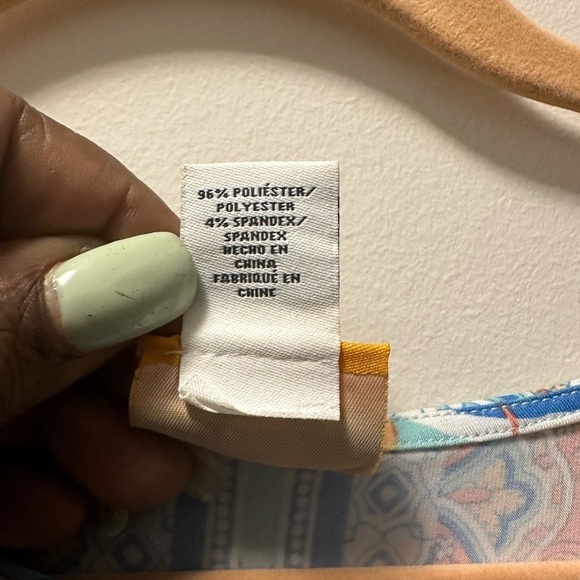 96% POLIÉSTER/
POLYESTER
4% SPANDEX/
SPANDEX
HECHO EN
CHINA
FABRIQUÉ EN
CHINE